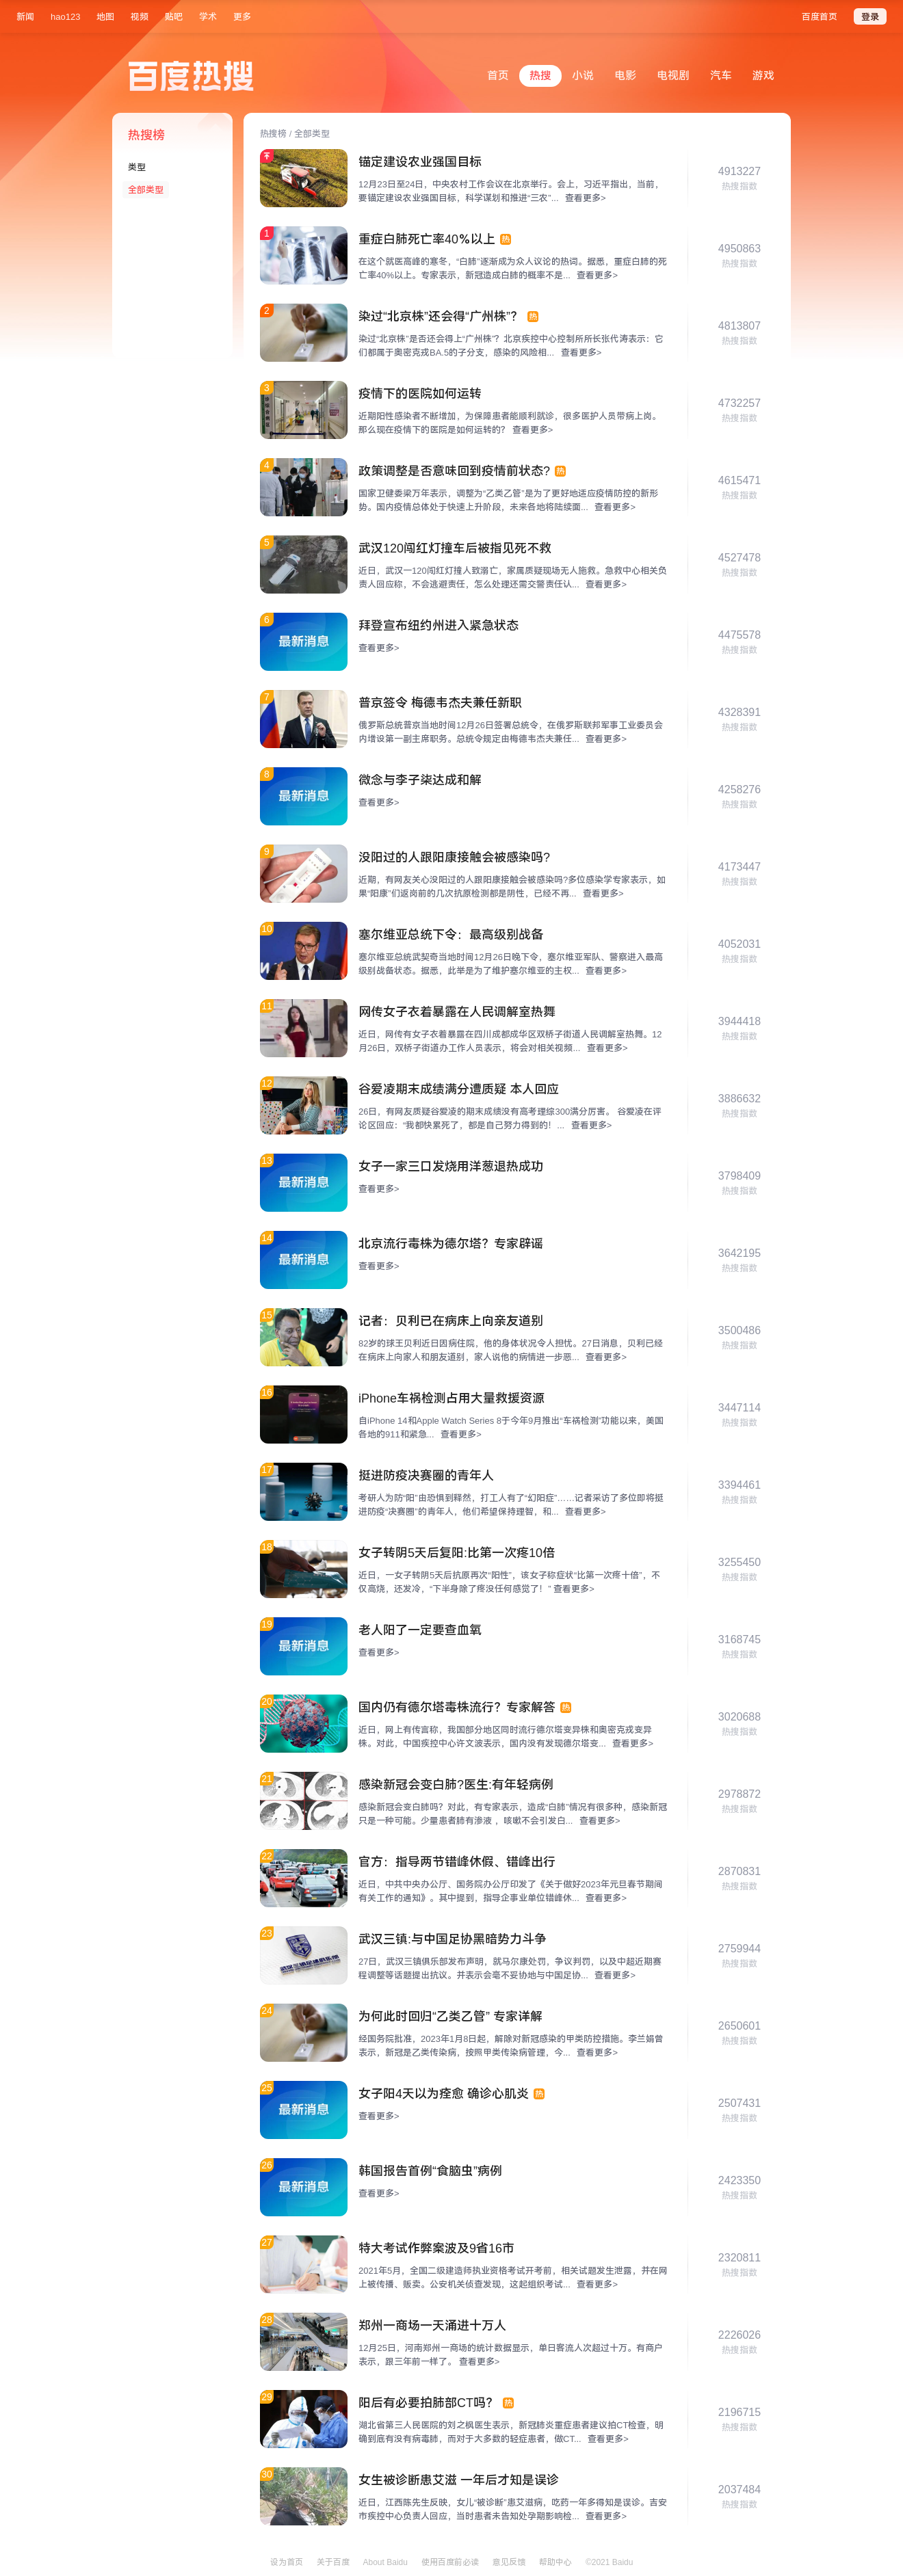 新闻 hao123 地图 视频 贴吧 学术 更多 百度首页 登录
百度热搜
首页 热搜 小说 电影 电视剧 汽车 游戏
热搜榜
类型
全部类型
热搜榜 / 全部类型
锚定建设农业强国目标
12月23日至24日，中央农村工作会议在北京举行。会上，习近平指出，当前，
要锚定建设农业强国目标，科学谋划和推进“三农”... 查看更多>
4913227
热搜指数
1
重症白肺死亡率40%以上 热
在这个就医高峰的寒冬，“白肺”逐渐成为众人议论的热词。据悉，重症白肺的死
亡率40%以上。专家表示，新冠造成白肺的概率不是... 查看更多>
4950863
热搜指数
2
染过“北京株”还会得“广州株”？ 热
染过“北京株”是否还会得上“广州株”？北京疾控中心控制所所长张代涛表示：它
们都属于奥密克戎BA.5的子分支，感染的风险相... 查看更多>
4813807
热搜指数
3
疫情下的医院如何运转
近期阳性感染者不断增加，为保障患者能顺利就诊，很多医护人员带病上岗。
那么现在疫情下的医院是如何运转的？ 查看更多>
4732257
热搜指数
4
政策调整是否意味回到疫情前状态? 热
国家卫健委梁万年表示，调整为“乙类乙管”是为了更好地适应疫情防控的新形
势。国内疫情总体处于快速上升阶段，未来各地将陆续面... 查看更多>
4615471
热搜指数
5
武汉120闯红灯撞车后被指见死不救
近日，武汉一120闯红灯撞人致溺亡，家属质疑现场无人施救。急救中心相关负
责人回应称，不会逃避责任，怎么处理还需交警责任认... 查看更多>
4527478
热搜指数
6
最新消息
拜登宣布纽约州进入紧急状态
查看更多>
4475578
热搜指数
7
普京签令 梅德韦杰夫兼任新职
俄罗斯总统普京当地时间12月26日签署总统令，在俄罗斯联邦军事工业委员会
内增设第一副主席职务。总统令规定由梅德韦杰夫兼任... 查看更多>
4328391
热搜指数
8
最新消息
微念与李子柒达成和解
查看更多>
4258276
热搜指数
9
没阳过的人跟阳康接触会被感染吗?
近期，有网友关心没阳过的人跟阳康接触会被感染吗?多位感染学专家表示，如
果“阳康”们返岗前的几次抗原检测都是阴性，已经不再... 查看更多>
4173447
热搜指数
10
塞尔维亚总统下令：最高级别战备
塞尔维亚总统武契奇当地时间12月26日晚下令，塞尔维亚军队、警察进入最高
级别战备状态。据悉，此举是为了维护塞尔维亚的主权... 查看更多>
4052031
热搜指数
11
网传女子衣着暴露在人民调解室热舞
近日，网传有女子衣着暴露在四川成都成华区双桥子街道人民调解室热舞。12
月26日，双桥子街道办工作人员表示，将会对相关视频... 查看更多>
3944418
热搜指数
12
谷爱凌期末成绩满分遭质疑 本人回应
26日，有网友质疑谷爱凌的期末成绩没有高考理综300满分厉害。 谷爱凌在评
论区回应：“我都快累死了，都是自己努力得到的！... 查看更多>
3886632
热搜指数
13
最新消息
女子一家三口发烧用洋葱退热成功
查看更多>
3798409
热搜指数
14
最新消息
北京流行毒株为德尔塔？专家辟谣
查看更多>
3642195
热搜指数
15
记者：贝利已在病床上向亲友道别
82岁的球王贝利近日因病住院，他的身体状况令人担忧。27日消息，贝利已经
在病床上向家人和朋友道别，家人说他的病情进一步恶... 查看更多>
3500486
热搜指数
16
iPhone车祸检测占用大量救援资源
自iPhone 14和Apple Watch Series 8于今年9月推出“车祸检测”功能以来，美国
各地的911和紧急... 查看更多>
3447114
热搜指数
17
挺进防疫决赛圈的青年人
考研人为防“阳”由恐惧到释然，打工人有了“幻阳症”……记者采访了多位即将挺
进防疫“决赛圈”的青年人，他们希望保持理智，和... 查看更多>
3394461
热搜指数
18
女子转阴5天后复阳:比第一次疼10倍
近日，一女子转阴5天后抗原再次“阳性”，该女子称症状“比第一次疼十倍”，不
仅高烧，还发冷，“下半身除了疼没任何感觉了！” 查看更多>
3255450
热搜指数
19
最新消息
老人阳了一定要查血氧
查看更多>
3168745
热搜指数
20
国内仍有德尔塔毒株流行？专家解答 热
近日，网上有传言称，我国部分地区同时流行德尔塔变异株和奥密克戎变异
株。对此，中国疾控中心许文波表示，国内没有发现德尔塔变... 查看更多>
3020688
热搜指数
21
感染新冠会变白肺?医生:有年轻病例
感染新冠会变白肺吗？对此，有专家表示，造成“白肺”情况有很多种，感染新冠
只是一种可能。少量患者肺有渗液 ，咳嗽不会引发白... 查看更多>
2978872
热搜指数
22
官方：指导两节错峰休假、错峰出行
近日，中共中央办公厅、国务院办公厅印发了《关于做好2023年元旦春节期间
有关工作的通知》。其中提到，指导企事业单位错峰休... 查看更多>
2870831
热搜指数
23
武汉三镇:与中国足协黑暗势力斗争
27日，武汉三镇俱乐部发布声明，就马尔康处罚，争议判罚，以及中超近期赛
程调整等话题提出抗议。并表示会毫不妥协地与中国足协... 查看更多>
2759944
热搜指数
24
为何此时回归“乙类乙管” 专家详解
经国务院批准，2023年1月8日起，解除对新冠感染的甲类防控措施。李兰娟曾
表示，新冠是乙类传染病，按照甲类传染病管理，今... 查看更多>
2650601
热搜指数
25
最新消息
女子阳4天以为痊愈 确诊心肌炎 热
查看更多>
2507431
热搜指数
26
最新消息
韩国报告首例“食脑虫”病例
查看更多>
2423350
热搜指数
27
特大考试作弊案波及9省16市
2021年5月，全国二级建造师执业资格考试开考前，相关试题发生泄露，并在网
上被传播、贩卖。公安机关侦查发现，这起组织考试... 查看更多>
2320811
热搜指数
28
郑州一商场一天涌进十万人
12月25日，河南郑州一商场的统计数据显示，单日客流人次超过十万。有商户
表示，跟三年前一样了。 查看更多>
2226026
热搜指数
29
阳后有必要拍肺部CT吗？ 热
湖北省第三人民医院的刘之枫医生表示，新冠肺炎重症患者建议拍CT检查，明
确到底有没有病毒肺，而对于大多数的轻症患者，做CT... 查看更多>
2196715
热搜指数
30
女生被诊断患艾滋 一年后才知是误诊
近日，江西陈先生反映，女儿“被诊断”患艾滋病，吃药一年多得知是误诊。吉安
市疾控中心负责人回应，当时患者未告知处孕期影响检... 查看更多>
2037484
热搜指数
设为首页 关于百度 About Baidu 使用百度前必读 意见反馈 帮助中心 ©2021 Baidu